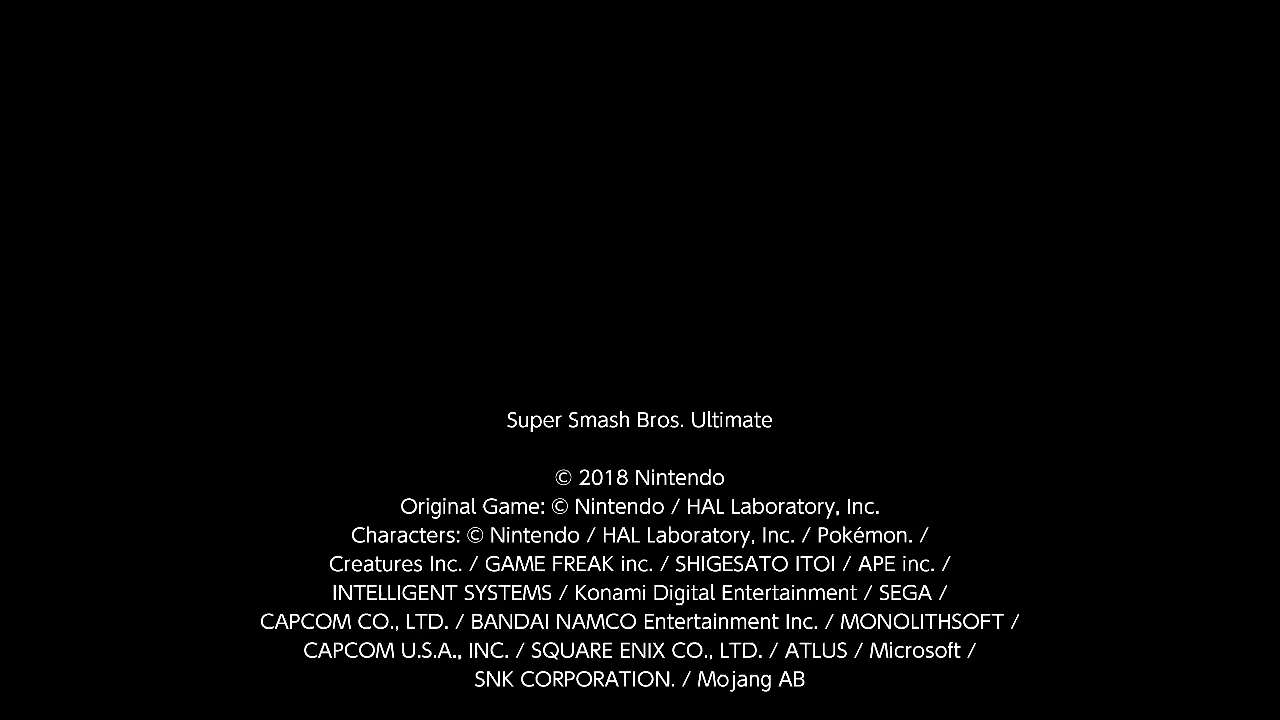 Super Smash Bros. Ultimate
© 2018 Nintendo
Original Game: © Nintendo / HAL Laboratory, Inc.
Characters: © Nintendo / HAL Laboratory, Inc. / Pokémon. /
Creatures Inc. / GAME FREAK inc. / SHIGESATO ITOI / APE inc. /
INTELLIGENT SYSTEMS / Konami Digital Entertainment / SEGA /
CAPCOM CO., LTD. / BANDAI NAMCO Entertainment Inc. / MONOLITHSOFT /
CAPCOM U.S.A., INC. / SQUARE ENIX CO., LTD. / ATLUS / Microsoft /
SNK CORPORATION. / Mojang AB